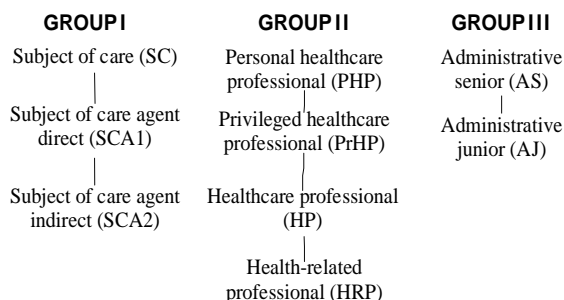 GROUP I
Subject of care (SC)
Subject of care agent
direct (SCA1)
Subject of care agent
indirect (SCA2)
GROUP II
Personal healthcare
professional (PHP)
Privileged healthcare
professional (PrHP)
Healthcare professional
(HP)
Health-related
professional (HRP)
GROUP III
Administrative
senior (AS)
Administrative
junior (AJ)